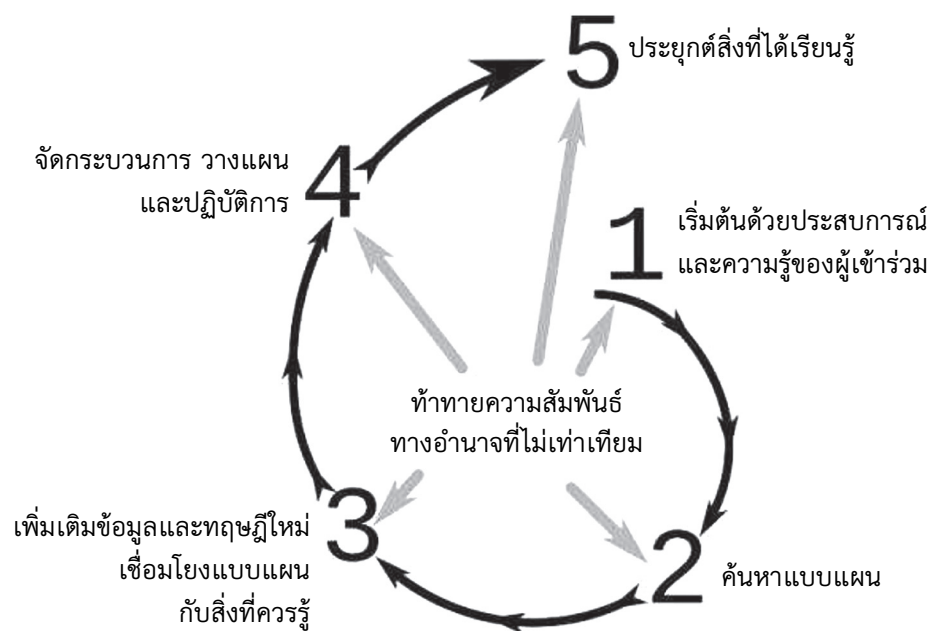 5 ประยุกต์สิ่งที่ได้เรียนรู้
4 จัดกระบวนการ วางแผน
และปฏิบัติการ
1 เริ่มต้นด้วยประสบการณ์
และความรู้ของผู้เข้าร่วม
ท้าทายความสัมพันธ์
ทางอำนาจที่ไม่เท่าเทียม
3 เพิ่มเติมข้อมูลและทฤษฎีใหม่
เชื่อมโยงแบบแผน
กับสิ่งที่ควรรู้
2 ค้นหาแบบแผน